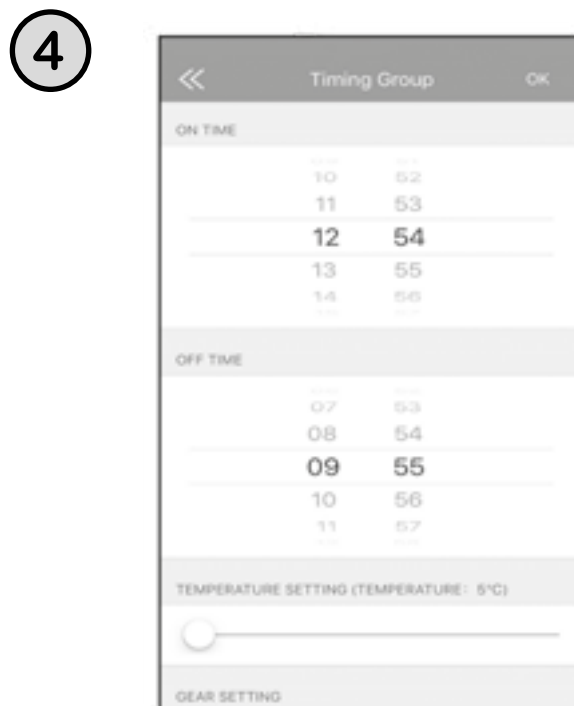 4
Timing Group OK
ON TIME
10 52
11 53
12 54
13 55
14 56
OFF TIME
07 53
08 54
09 55
10 56
11 57
TEMPERATURE SETTING (TEMPERATURE: 5°C)
GEAR SETTING